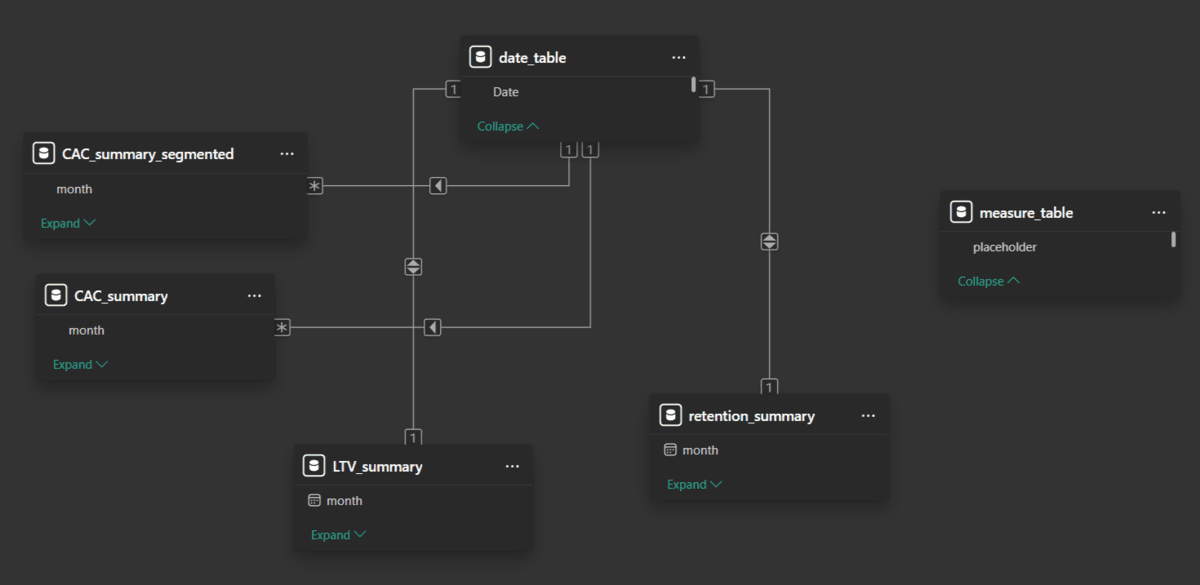 date_table
Date
Collapse
1
1
1
1
CAC_summary_segmented
month
Expand
*
CAC_summary
month
Expand
*
measure_table
placeholder
Collapse
1
LTV_summary
month
Expand
1
retention_summary
month
Expand